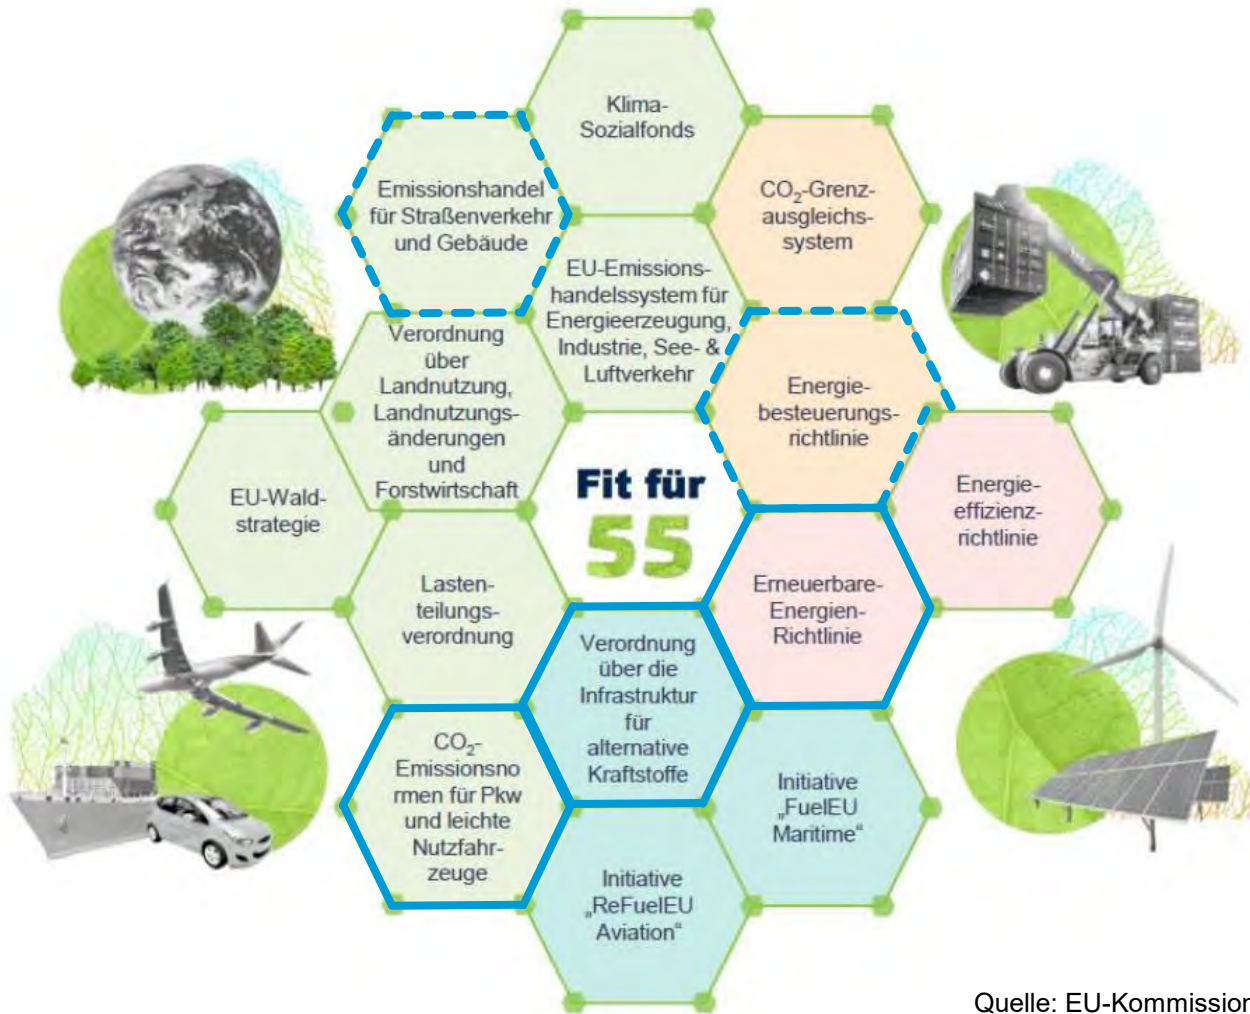 Klima-
Sozialfonds
Emissionshandel
für Straßenverkehr
und Gebäude
CO₂-Grenz-
ausgleichs-
system
EU-Emissions-
handelssystem für
Energieerzeugung,
Industrie, See- &
Luftverkehr
Verordnung
über
Landnutzung,
Landnutzungs-
änderungen
und
Forstwirtschaft
Energie-
besteuerungs-
richtlinie
EU-Wald-
strategie
Fit für
55
Energie-
effizienz-
richtlinie
Lasten-
teilungs-
verordnung
Erneuerbare-
Energien-
Richtlinie
Verordnung
über die
Infrastruktur
für
alternative
Kraftstoffe
CO₂-
Emissionsno
rmen für Pkw
und leichte
Nutzfahr-
zeuge
Initiative
„FuelEU
Maritime“
Initiative
„ReFuelEU
Aviation“
Quelle: EU-Kommission